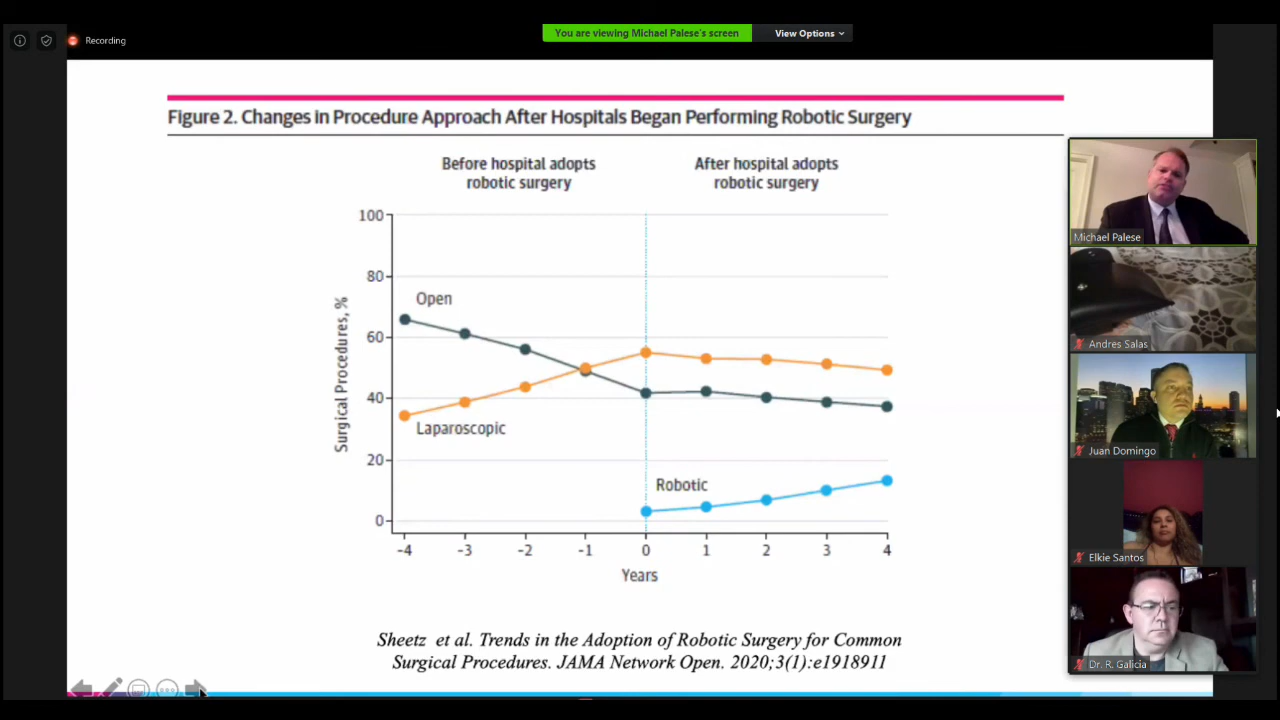 Recording
You are viewing Michael Palese's screen
View Options
Figure 2. Changes in Procedure Approach After Hospitals Began Performing Robotic Surgery
Before hospital adopts
robotic surgery
After hospital adopts
robotic surgery
100
80
60
40
20
0
Surgical Procedures, %
Open
Laparoscopic
Robotic
-4
-3
-2
-1
0
1
2
3
4
Years
Sheetz et al. Trends in the Adoption of Robotic Surgery for Common
Surgical Procedures. JAMA Network Open. 2020;3(1):e1918911
Michael Palese
Andres Salas
Juan Domingo
Elkie Santos
Dr. R. Galicia